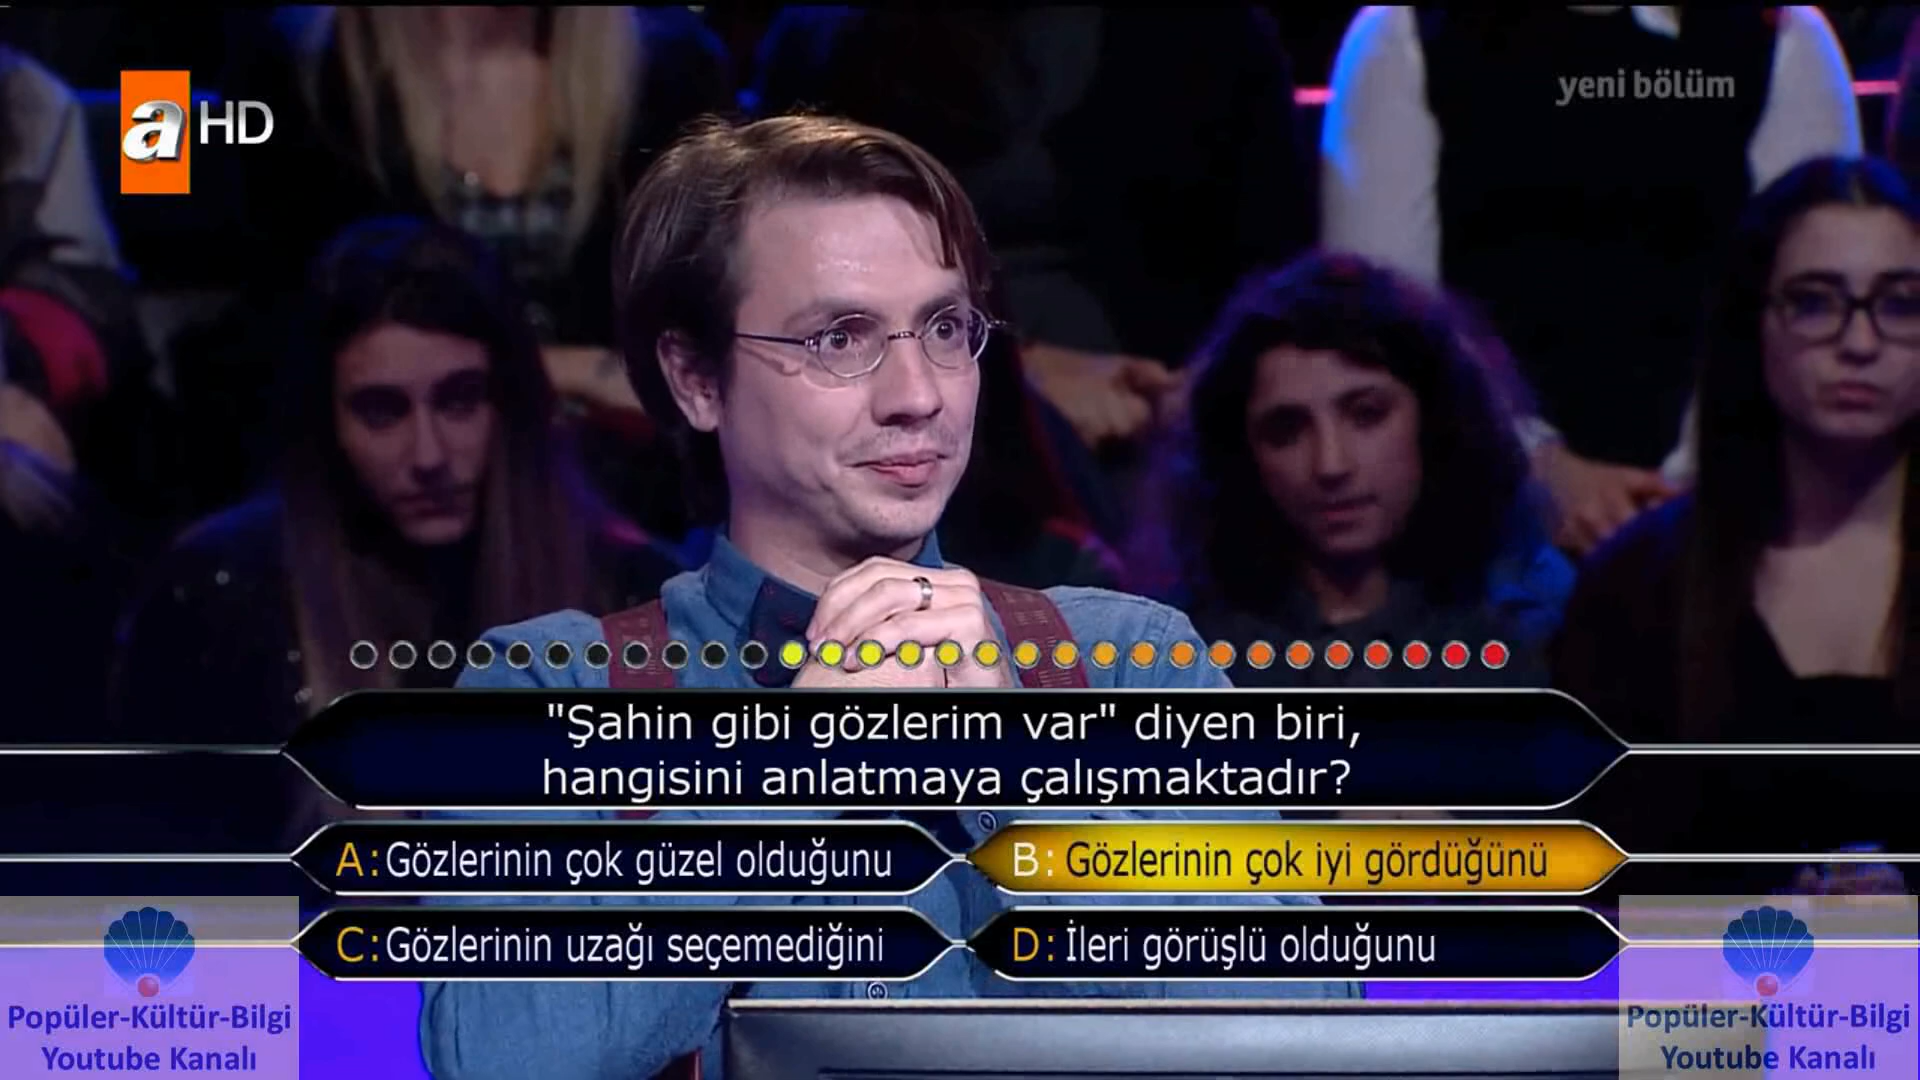 a HD
yeni bölüm
"Şahin gibi gözlerim var" diyen biri,
hangisini anlatmaya çalışmaktadır?
A: Gözlerinin çok güzel olduğunu
B: Gözlerinin çok iyi gördüğünü
C: Gözlerinin uzağı seçemediğini
D: İleri görüşlü olduğunu
Popüler-Kültür-Bilgi
Youtube Kanalı
Popüler-Kültür-Bilgi
Youtube Kanalı